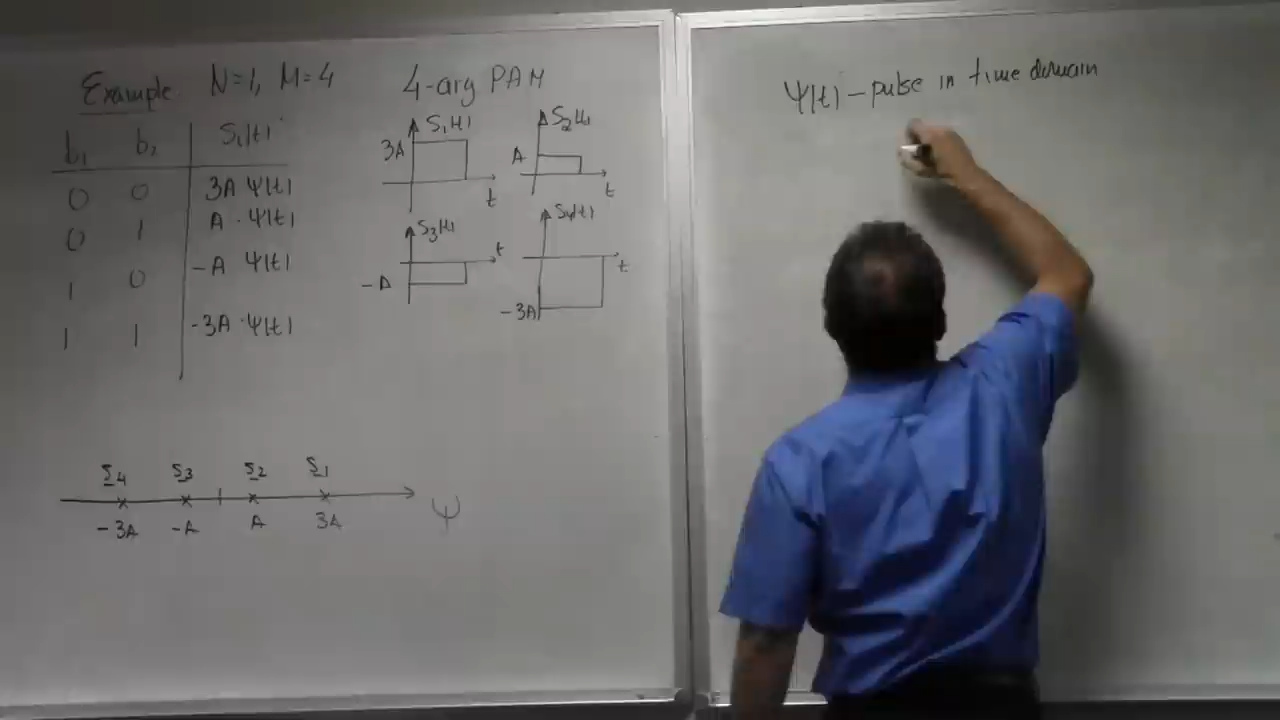 Example N=1, M=4 4-ary PAM
b₁ b₂ Sᵢ(t)
0 0 3A ψ(t)
0 1 A · ψ(t)
1 0 -A ψ(t)
1 1 -3A · ψ(t)
S₁(t)
3A
t
S₂(t)
A
t
S₃(t)
-A
t
S₄(t)
-3A
t
S₄ S₃ S₂ S₁
-3A -A A 3A
ψ
ψ(t) – pulse in time domain